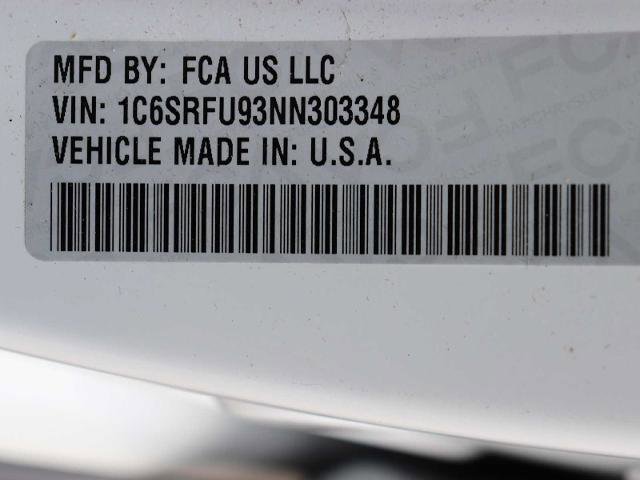 MFD BY: FCA US LLC
VIN: 1C6SRFU93NN303348
VEHICLE MADE IN: U.S.A.